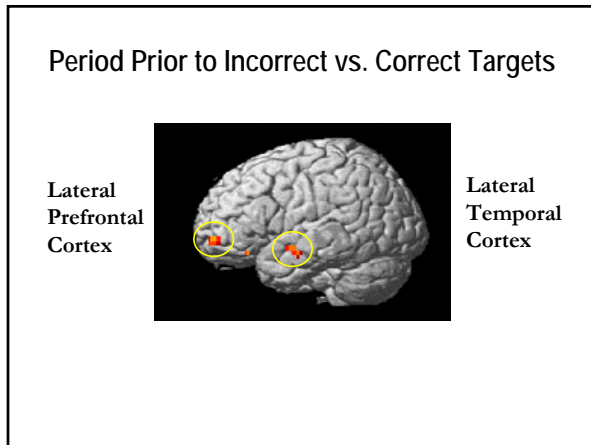 Period Prior to Incorrect vs. Correct Targets
Lateral
Prefrontal
Cortex
Lateral
Temporal
Cortex